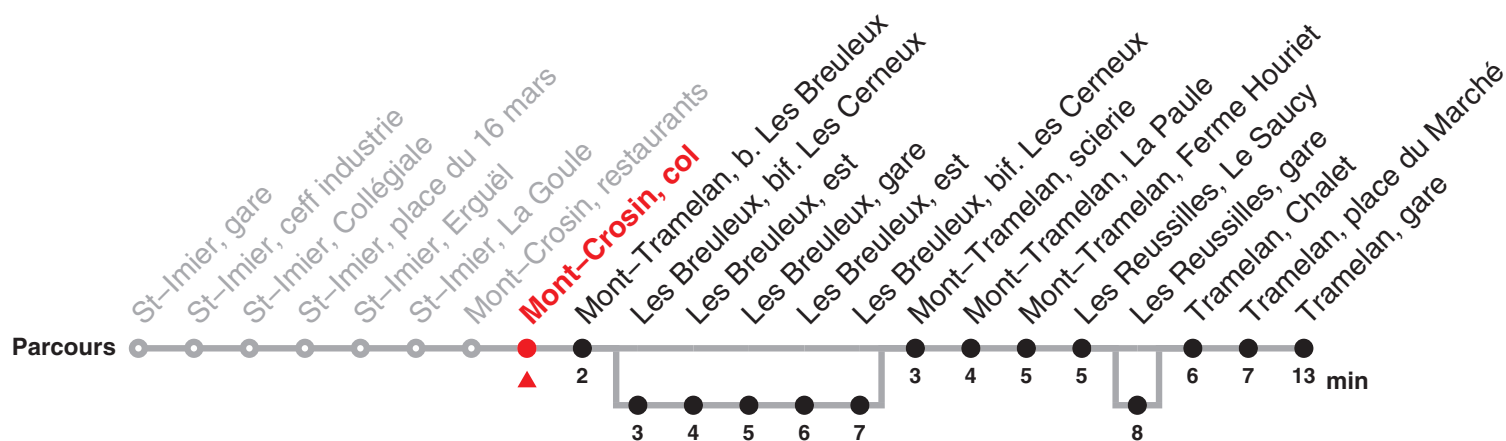 St–Imier, gare
St–Imier, ceff industrie
St–Imier, Collégiale
St–Imier, place du 16 mars
St–Imier, Erguël
St–Imier, La Goule
Mont–Crosin, restaurants
Mont–Crosin, col
Mont–Tramelan, b. Les Breuleux
Les Breuleux, bif. Les Cerneux
Les Breuleux, est
Les Breuleux, gare
Les Breuleux, est
Les Breuleux, bif. Les Cerneux
Mont–Tramelan, scierie
Mont–Tramelan, La Paule
Mont–Tramelan, Ferme Houriet
Les Reussilles, Le Saucy
Les Reussilles, gare
Tramelan, Chalet
Tramelan, place du Marché
Tramelan, gare
Parcours
2 3 4 5 5 6 7 13 min
3 4 5 6 7 8